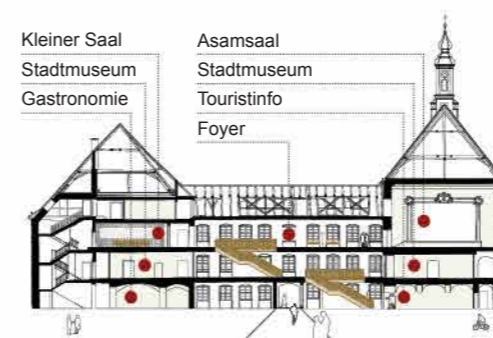 Kleiner Saal
Stadtmuseum
Gastronomie
Asamsaal
Stadtmuseum
Touristinfo
Foyer